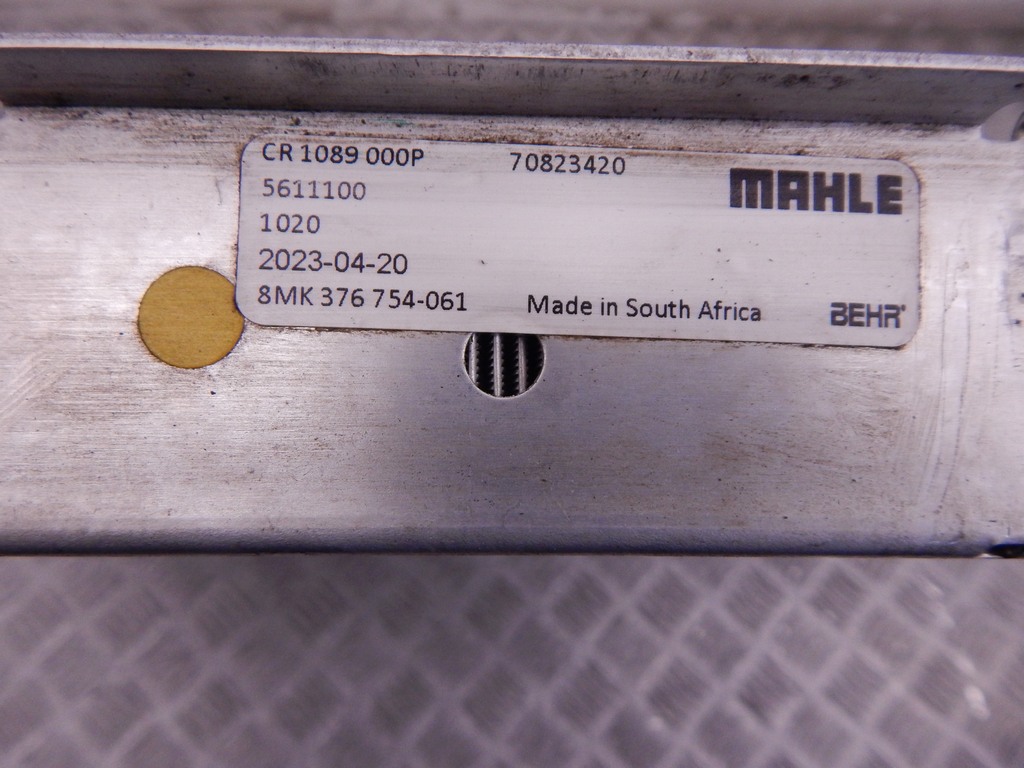 CR 1089 000P 70823420
MAHLE
5611100
1020
2023-04-20
8MK 376 754-061 Made in South Africa BEHR